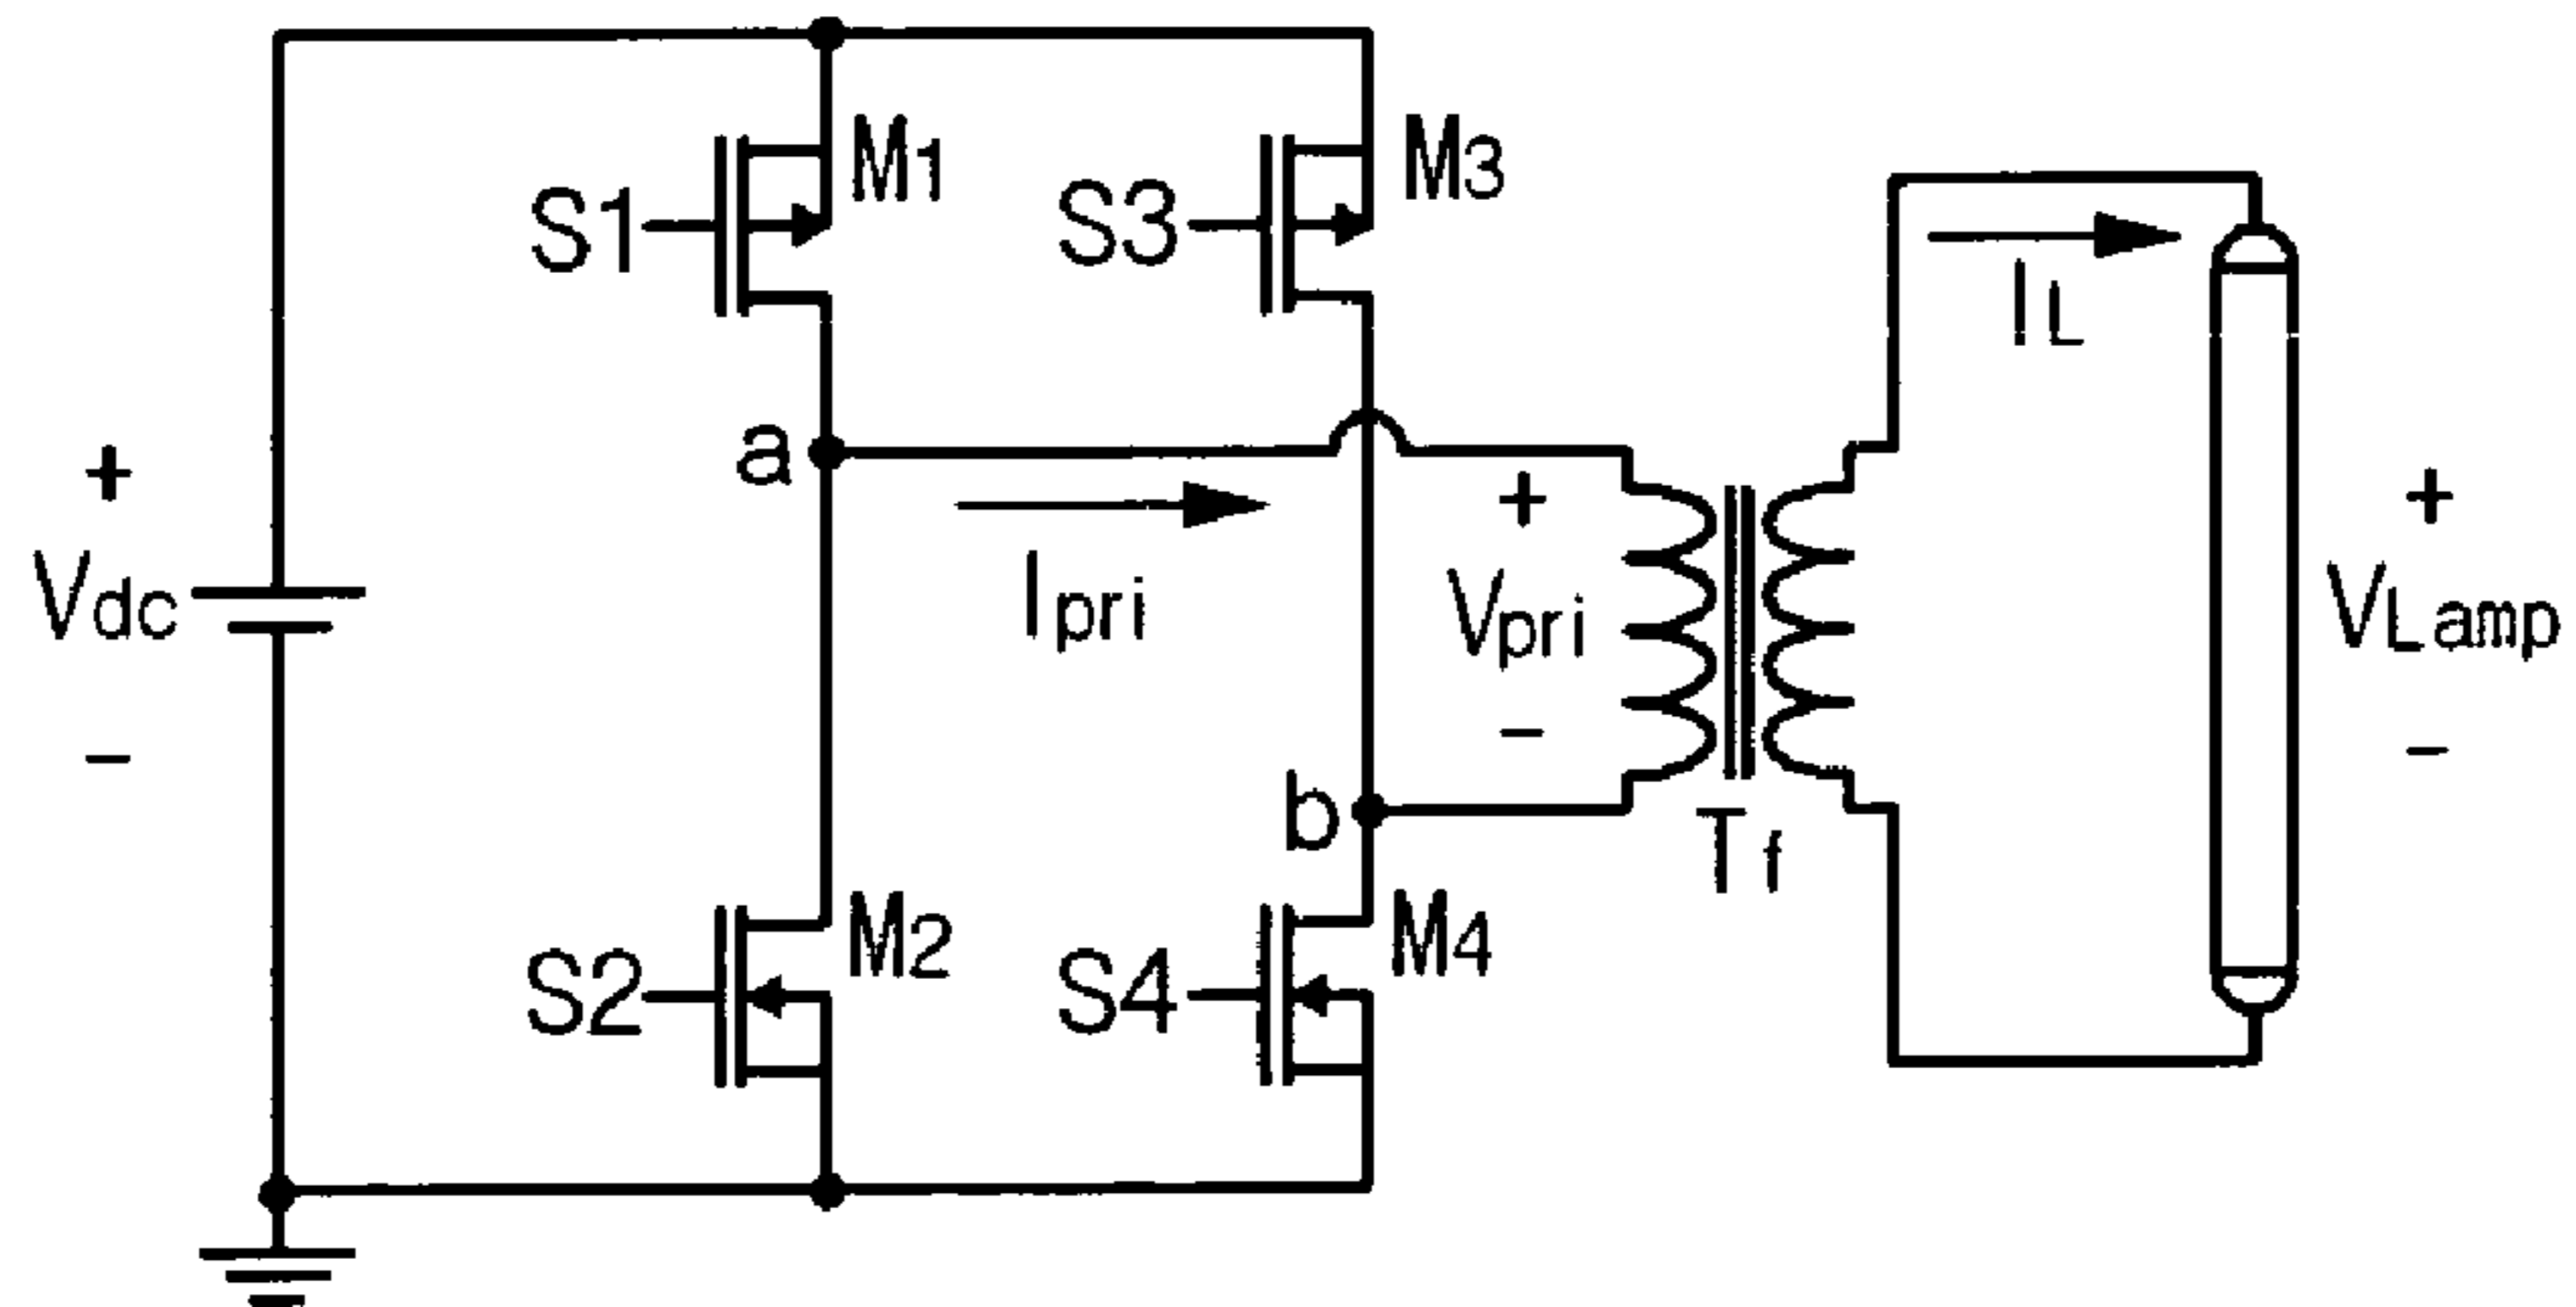 M1
M3
S1
S3
IL
a
+
Vdc
-
Ipri
+
Vpri
-
+
VLamp
-
b
Tf
M2
M4
S2
S4